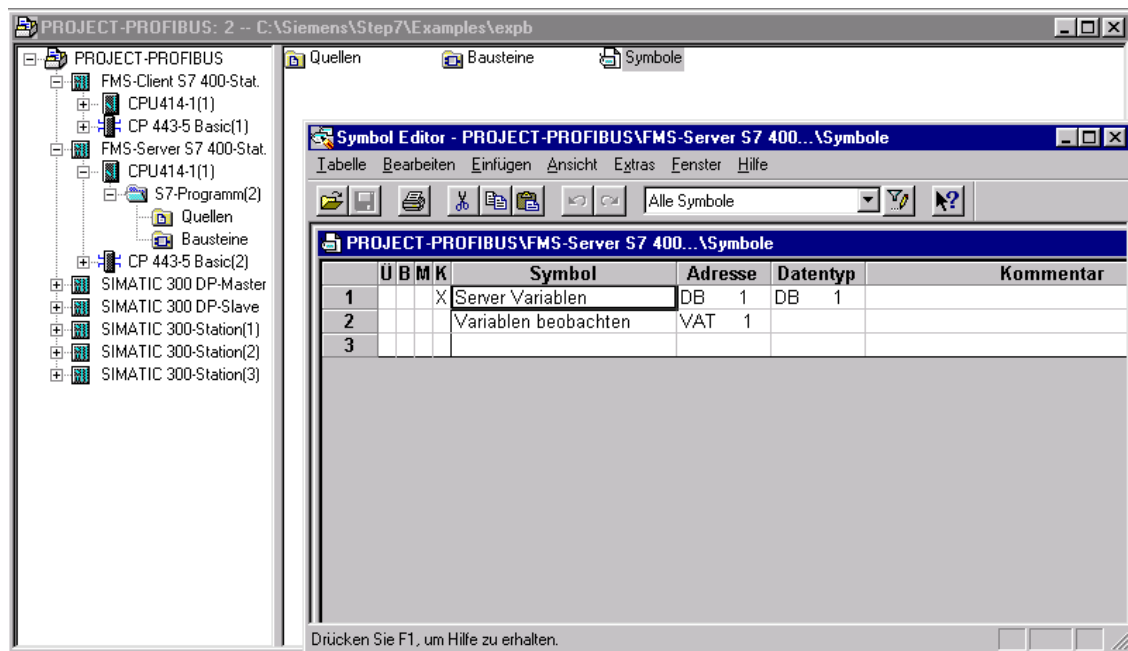 PROJECT-PROFIBUS: 2 -- C:\Siemens\Step7\Examples\expb
PROJECT-PROFIBUS
FMS-Client S7 400-Stat.
CPU414-1(1)
CP 443-5 Basic(1)
FMS-Server S7 400-Stat.
CPU414-1(1)
S7-Programm(2)
Quellen
Bausteine
CP 443-5 Basic(2)
SIMATIC 300 DP-Master
SIMATIC 300 DP-Slave
SIMATIC 300-Station(1)
SIMATIC 300-Station(2)
SIMATIC 300-Station(3)
Quellen Bausteine Symbole
Symbol Editor - PROJECT-PROFIBUS\FMS-Server S7 400...\Symbole
Tabelle Bearbeiten Einfügen Ansicht Extras Fenster Hilfe
Alle Symbole
PROJECT-PROFIBUS\FMS-Server S7 400...\Symbole
Ü B M K Symbol Adresse Datentyp Kommentar
1 X Server Variablen DB 1 DB 1
2 Variablen beobachten VAT 1
3
Drücken Sie F1, um Hilfe zu erhalten.